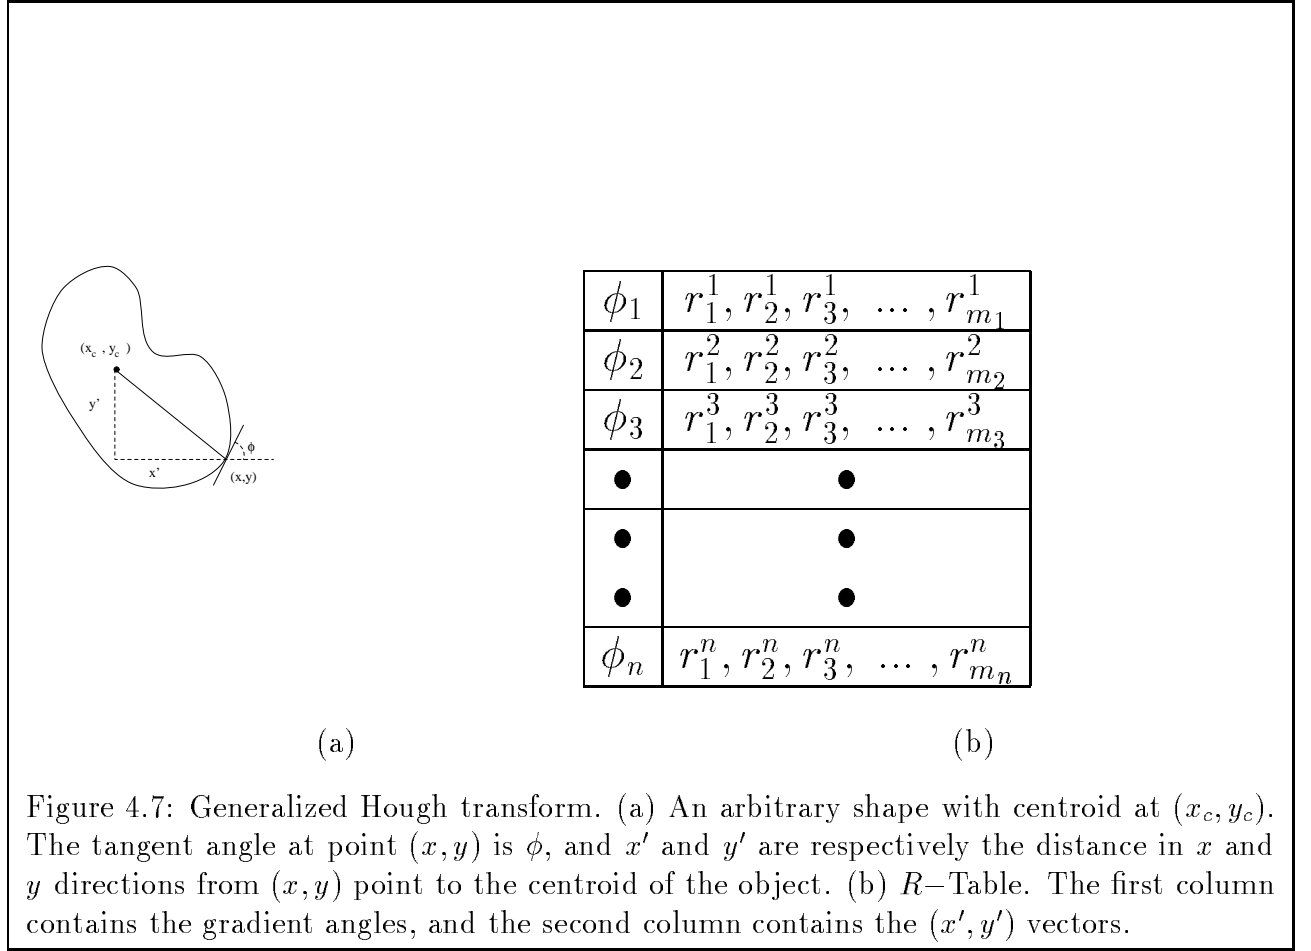 (x_c , y_c )
y'
x'
φ
(x,y)
φ_1 r^1_1, r^1_2, r^1_3, ... , r^1_{m_1}
φ_2 r^2_1, r^2_2, r^2_3, ... , r^2_{m_2}
φ_3 r^3_1, r^3_2, r^3_3, ... , r^3_{m_3}
• •
• •
• •
φ_n r^n_1, r^n_2, r^n_3, ... , r^n_{m_n}
(a) (b)
Figure 4.7: Generalized Hough transform. (a) An arbitrary shape with centroid at (x_c, y_c).
The tangent angle at point (x, y) is φ, and x′ and y′ are respectively the distance in x and
y directions from (x, y) point to the centroid of the object. (b) R−Table. The first column
contains the gradient angles, and the second column contains the (x′, y′) vectors.